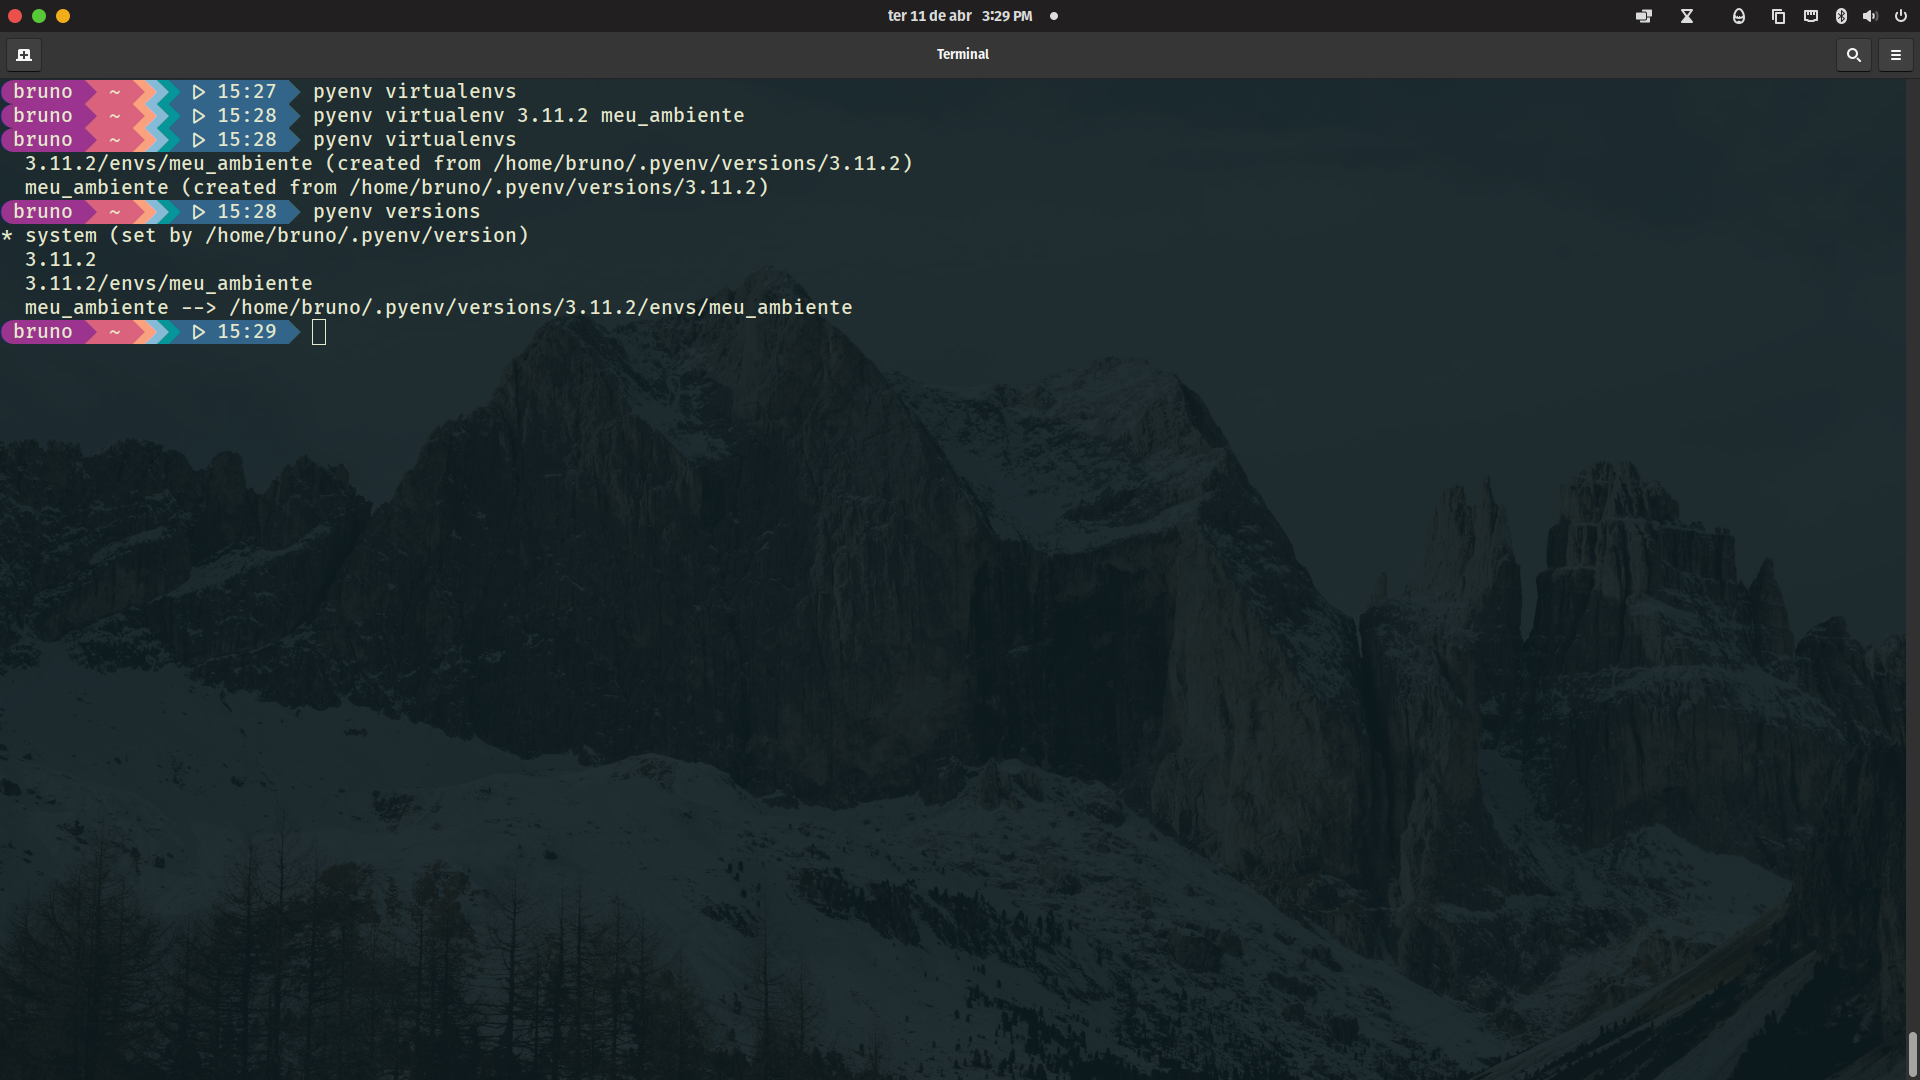 ter 11 de abr 3:29 PM
Terminal
bruno ~ 15:27 pyenv virtualenvs
bruno ~ 15:28 pyenv virtualenv 3.11.2 meu_ambiente
bruno ~ 15:28 pyenv virtualenvs
3.11.2/envs/meu_ambiente (created from /home/bruno/.pyenv/versions/3.11.2)
meu_ambiente (created from /home/bruno/.pyenv/versions/3.11.2)
bruno ~ 15:28 pyenv versions
* system (set by /home/bruno/.pyenv/version)
3.11.2
3.11.2/envs/meu_ambiente
meu_ambiente --> /home/bruno/.pyenv/versions/3.11.2/envs/meu_ambiente
bruno ~ 15:29